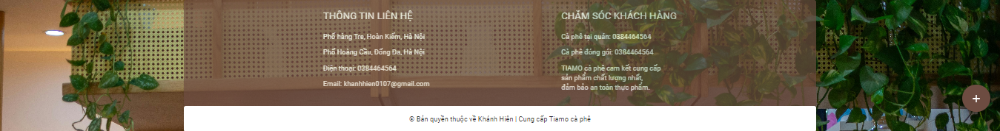 THÔNG TIN LIÊN HỆ
Phố hàng Tre, Hoàn Kiếm, Hà Nội
Phố Hoàng Cầu, Đống Đa, Hà Nội
Điện thoại: 0384464564
Email: khanhhien0107@gmail.com
CHĂM SÓC KHÁCH HÀNG
Cà phê tại quán: 0384464564
Cà phê đóng gói: 0384464564
TIAMO cà phê cam kết cung cấp
sản phẩm chất lượng nhất,
đảm bảo an toàn thực phẩm.
© Bản quyền thuộc về Khánh Hiên | Cung cấp Tiamo cà phê
+